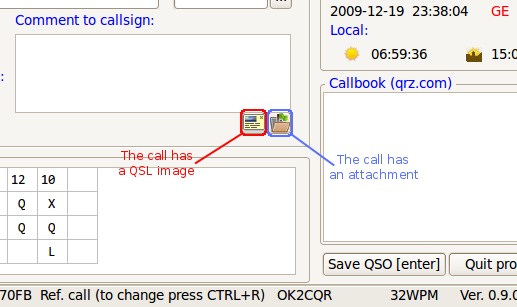 ...
2009-12-19 23:38:04 GE
Comment to callsign:
Local:
:
06:59:36 15:0
Callbook (qrz.com)
The call has
a QSL image
The call has
an attachment
12 10
Q X
Q Q
L
Save QSO [enter] Quit pro
70FB Ref. call (to change press CTRL+R) OK2CQR 32WPM Ver. 0.9.0